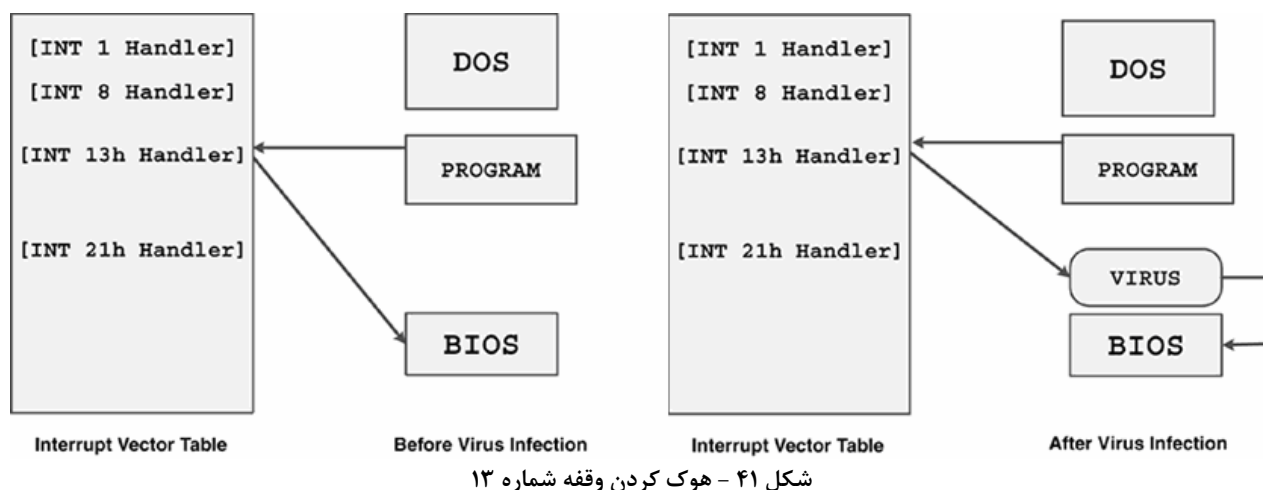 [INT 1 Handler]
[INT 8 Handler]
[INT 13h Handler]
[INT 21h Handler]
DOS
PROGRAM
BIOS
Interrupt Vector Table
Before Virus Infection
[INT 1 Handler]
[INT 8 Handler]
[INT 13h Handler]
[INT 21h Handler]
DOS
PROGRAM
VIRUS
BIOS
Interrupt Vector Table
After Virus Infection
شکل ۴۱ - هوک کردن وقفه شماره ۱۳